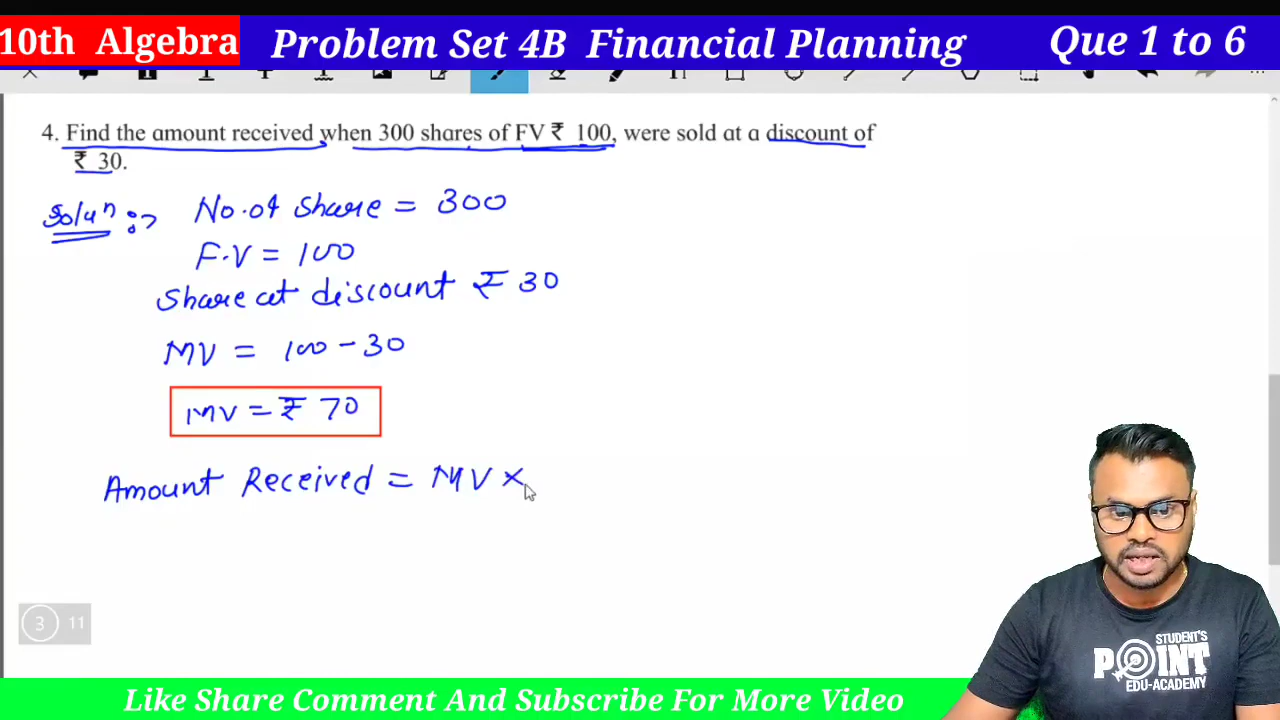 10th Algebra Problem Set 4B Financial Planning Que 1 to 6
4. Find the amount received when 300 shares of FV ₹ 100, were sold at a discount of
₹ 30.
Soluⁿ :→ No. of Share = 300
F.V = 100
Share at discount ₹ 30
MV = 100 - 30
MV = ₹ 70
Amount Received = MV ×
3 11
STUDENT'S
POINT
EDU-ACADEMY
Like Share Comment And Subscribe For More Video